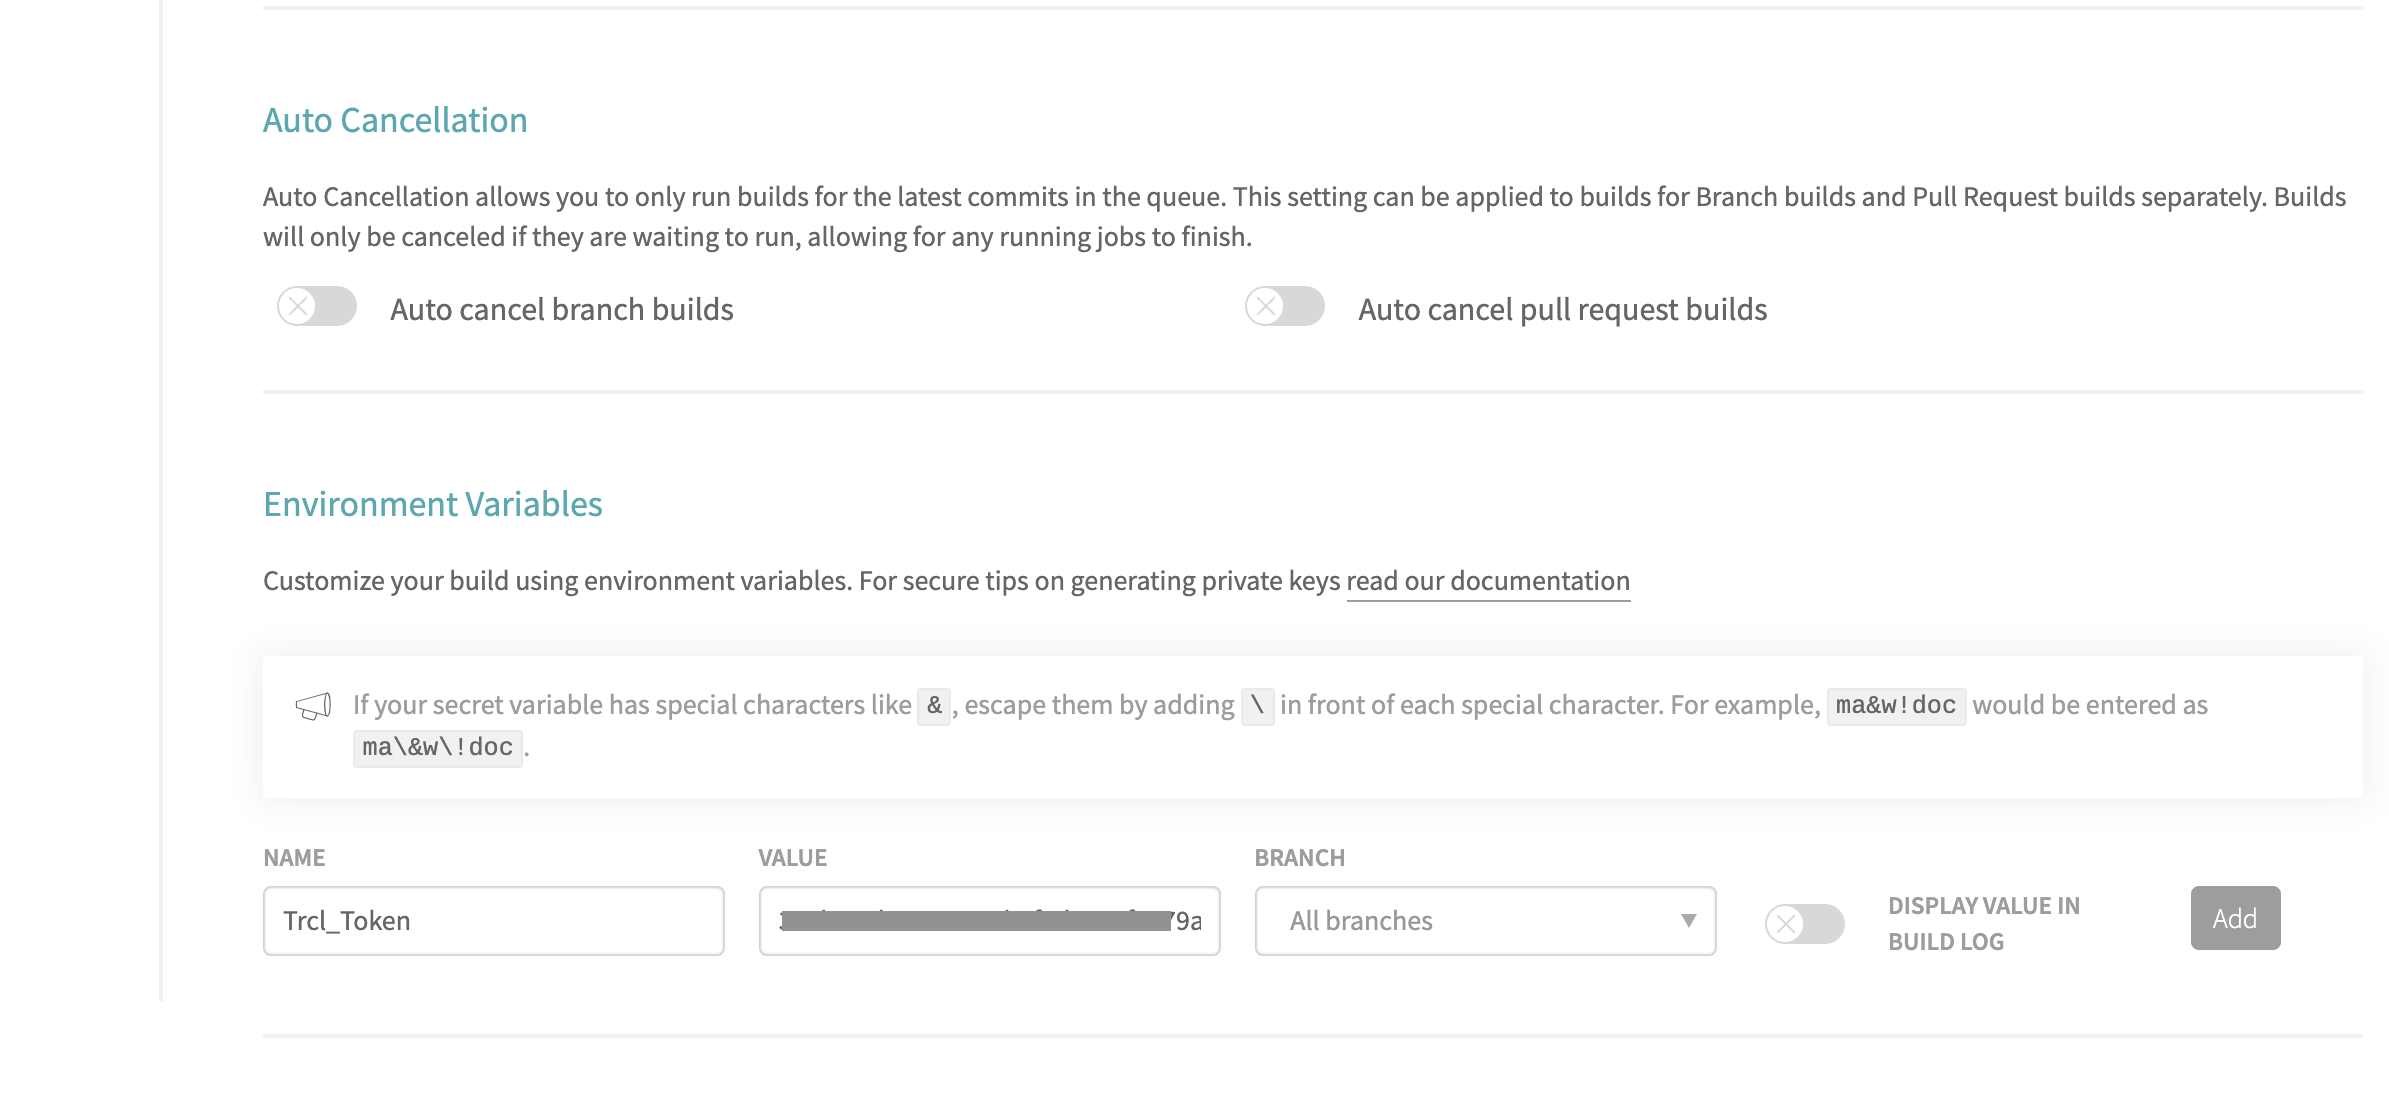 Auto Cancellation
Auto Cancellation allows you to only run builds for the latest commits in the queue. This setting can be applied to builds for Branch builds and Pull Request builds separately. Builds
will only be canceled if they are waiting to run, allowing for any running jobs to finish.
Auto cancel branch builds
Auto cancel pull request builds
Environment Variables
Customize your build using environment variables. For secure tips on generating private keys read our documentation
If your secret variable has special characters like &, escape them by adding \ in front of each special character. For example, ma&w!doc would be entered as
ma\&w\!doc.
NAME
VALUE
BRANCH
Trcl_Token
All branches
DISPLAY VALUE IN
BUILD LOG
Add